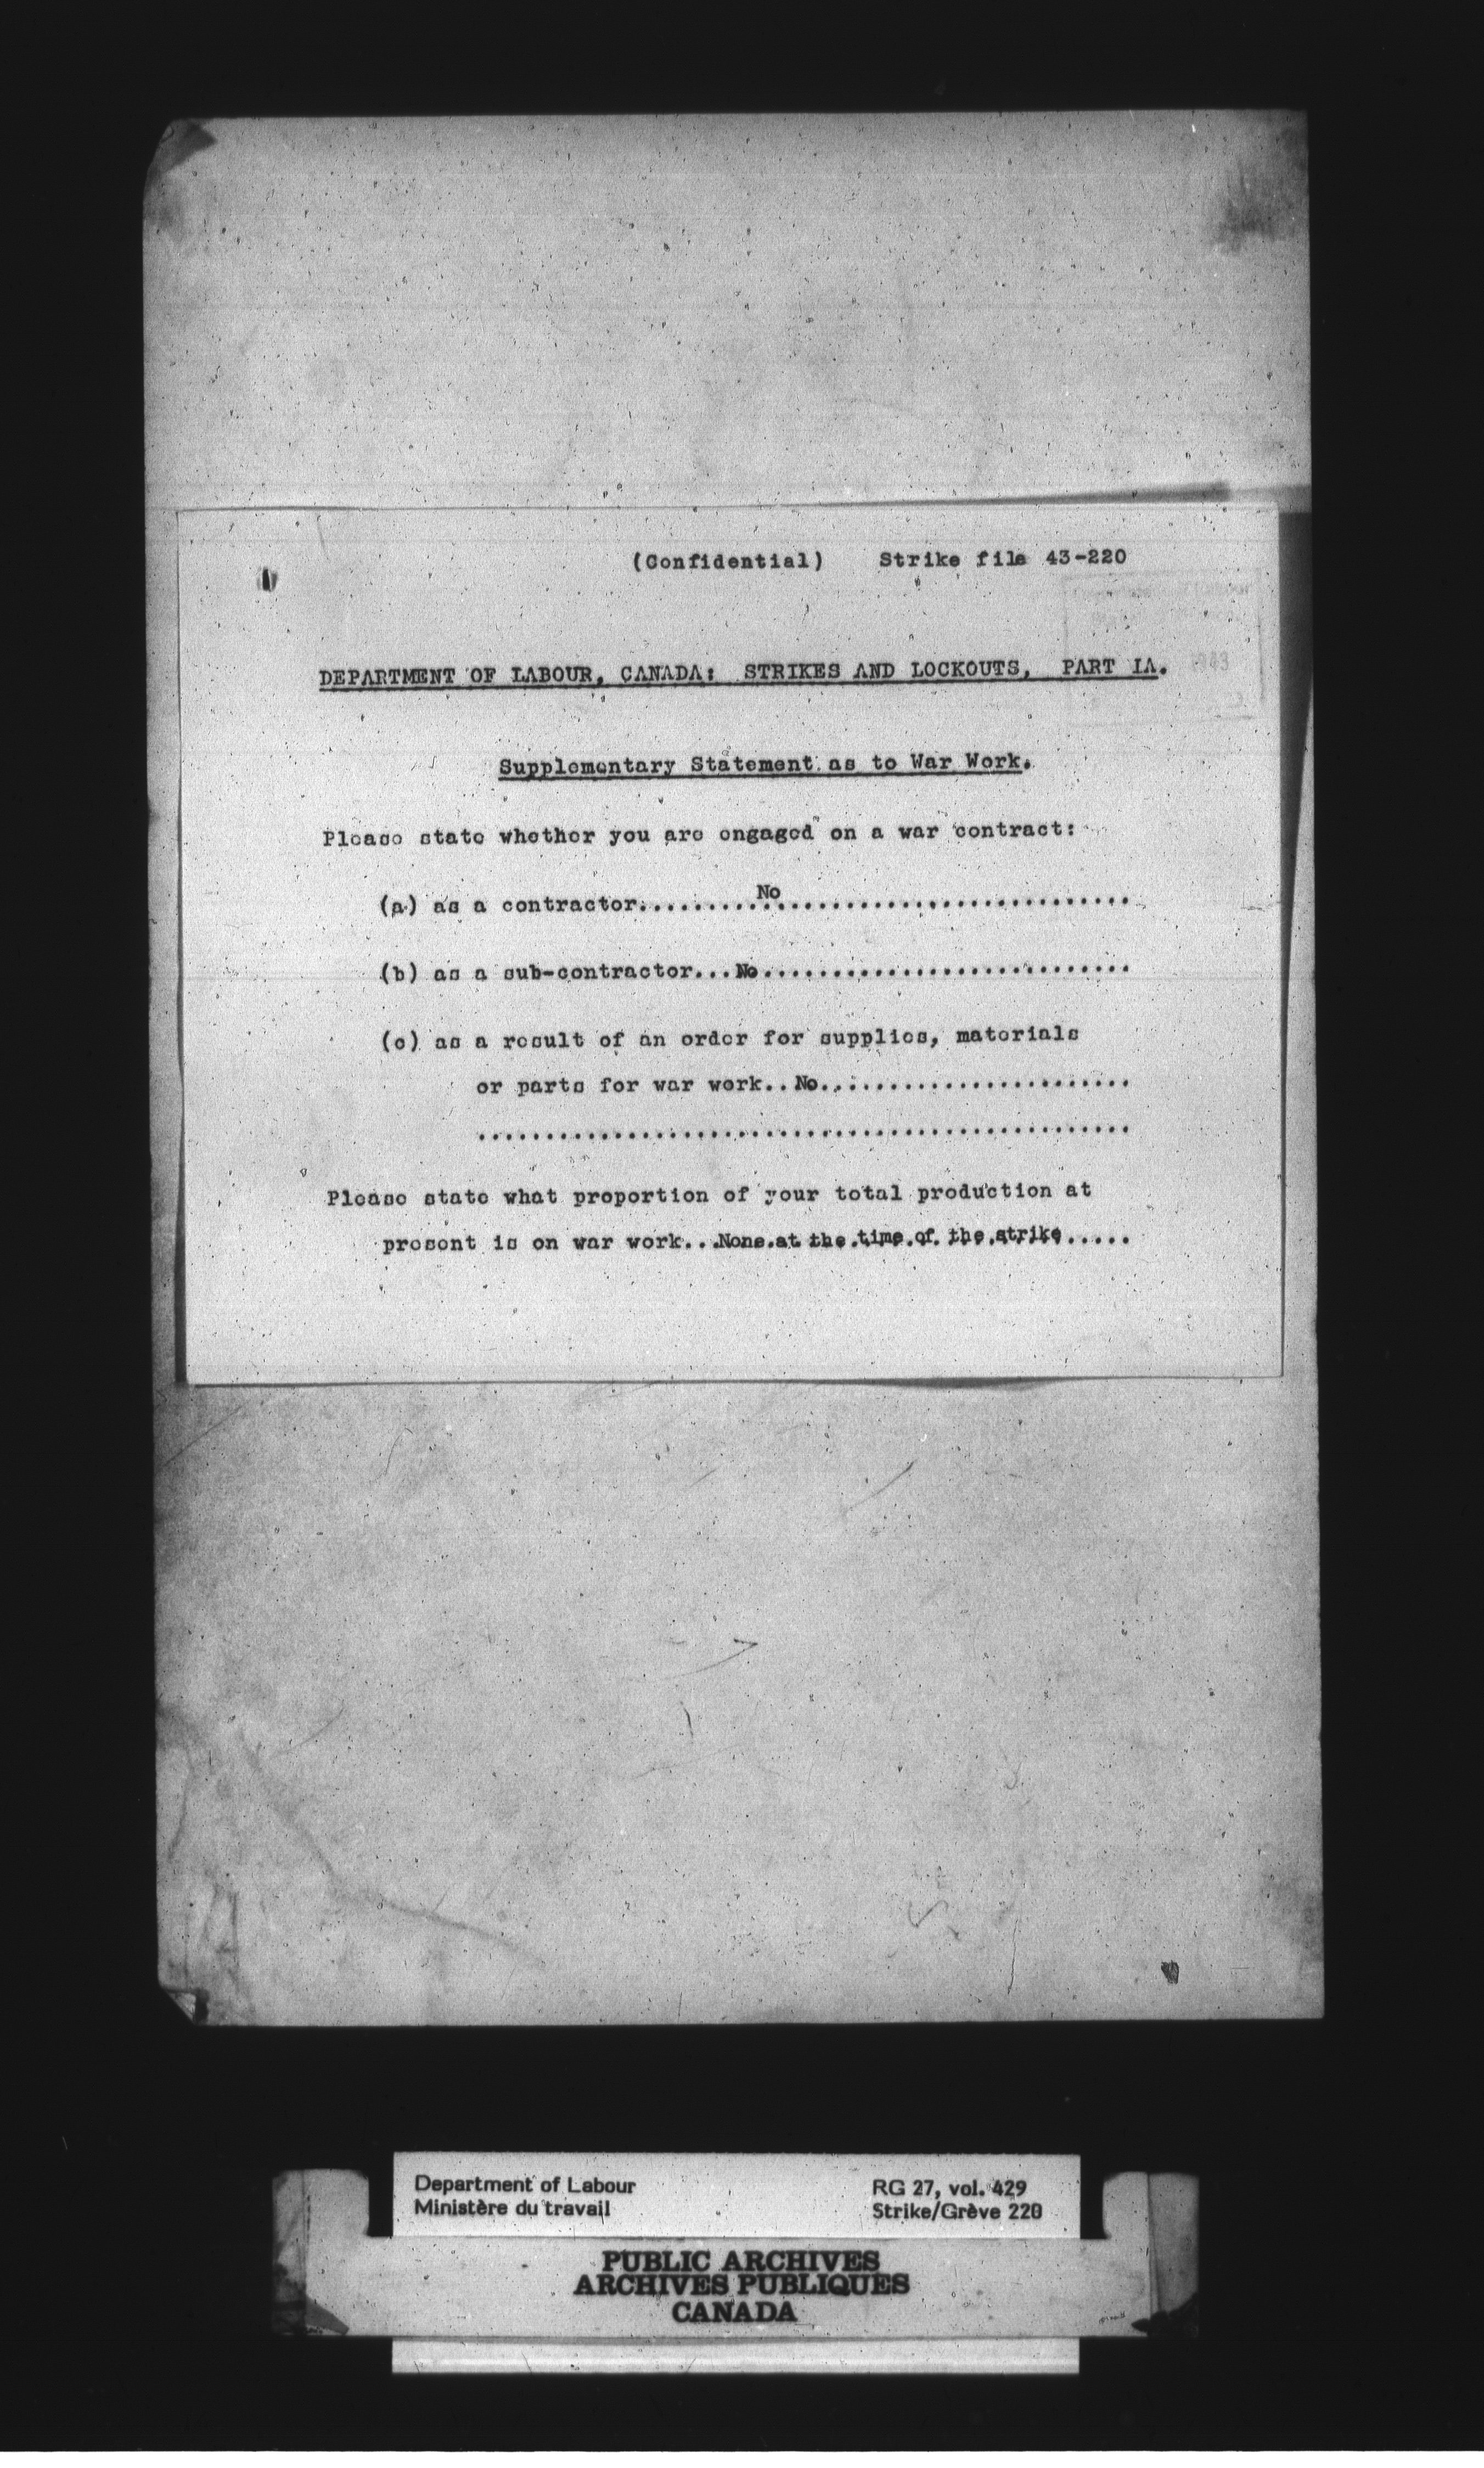 (Confidential) Strike file 43-220
1943
DEPARTMENT OF LABOUR, CANADA: STRIKES AND LOCKOUTS, PART IA.
Supplementary Statement as to War Work.
Please state whether you are engaged on a war contract:
(a) as a contractor.........No..........................
(b) as a sub-contractor...No...........................
(c) as a result of an order for supplies, materials
or parts for war work..No.......................
................................................
Please state what proportion of your total production at
present is on war work...None at the time of the strike.....
Department of Labour
Ministère du travail
RG 27, vol. 429
Strike/Grève 220
PUBLIC ARCHIVES
ARCHIVES PUBLIQUES
CANADA